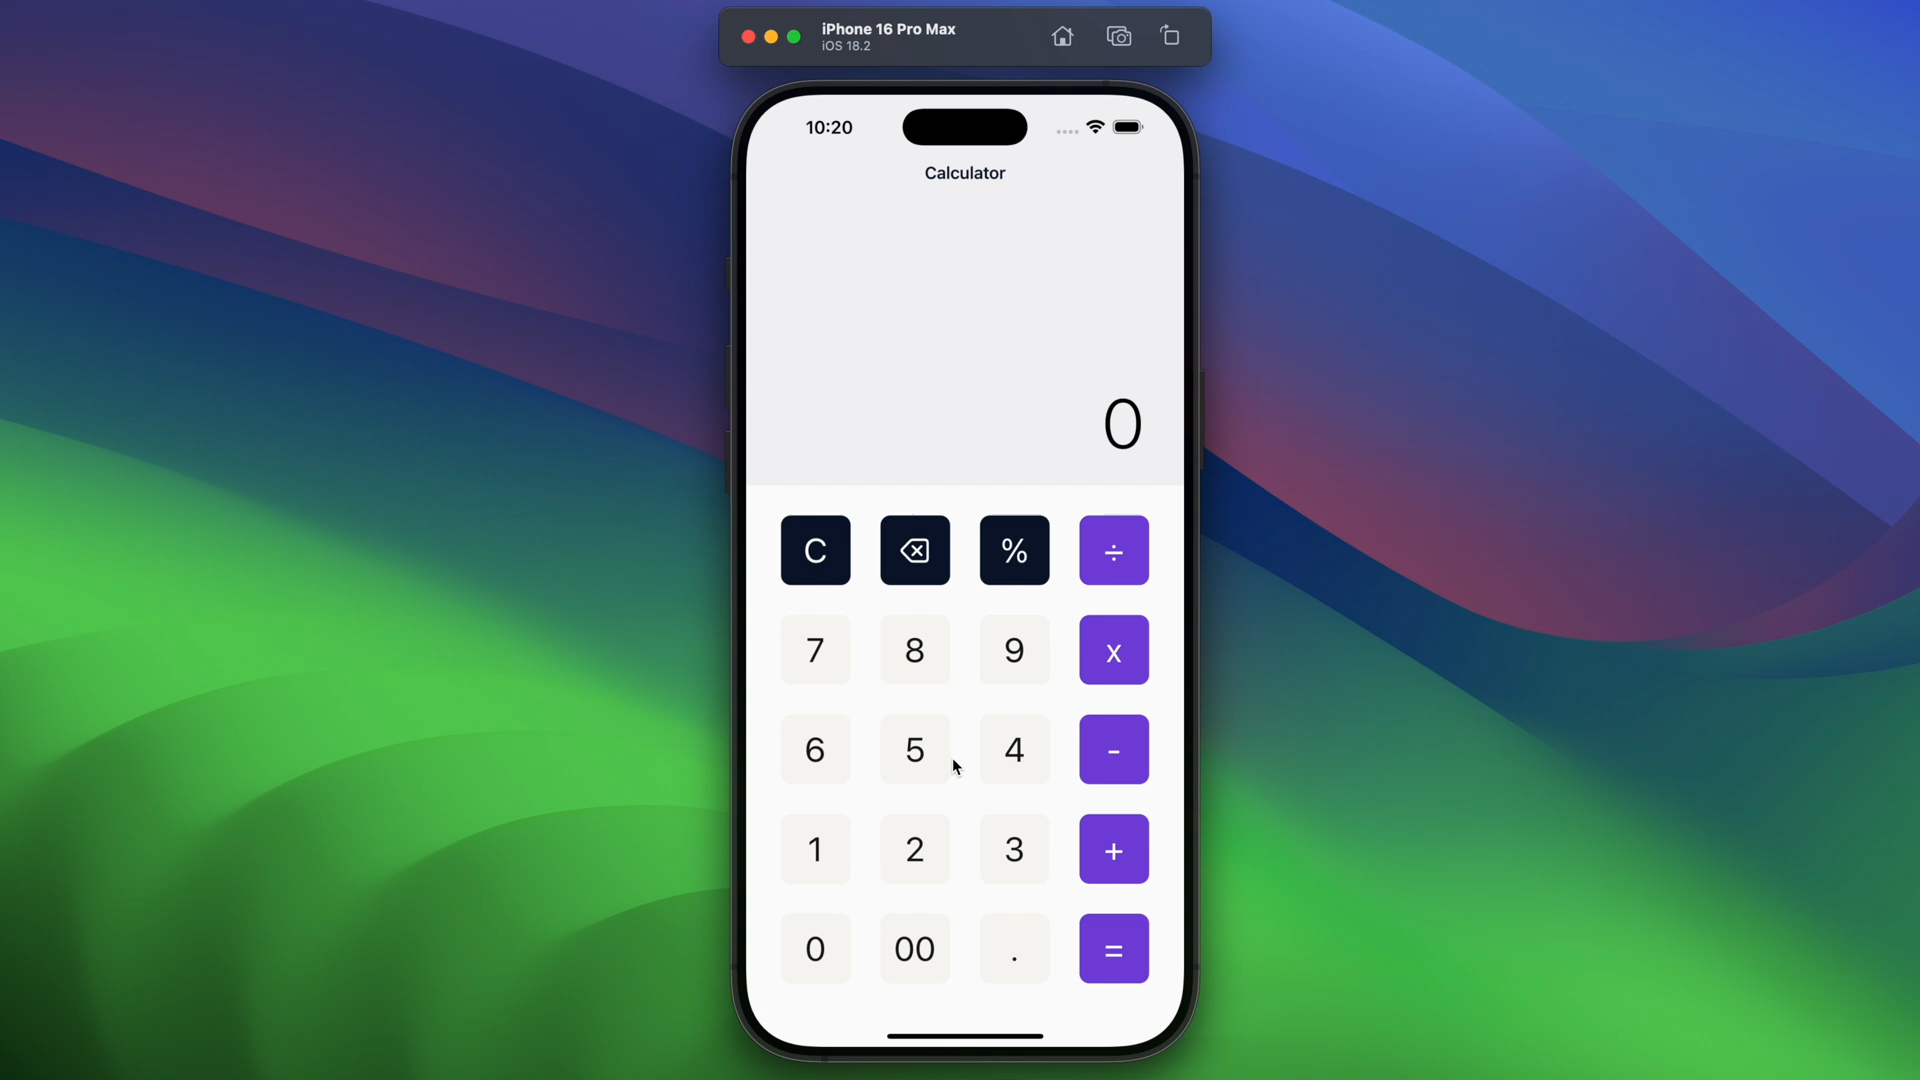 iPhone 16 Pro Max
iOS 18.2
10:20
Calculator
0
C % ÷
7 8 9 x
6 5 4 -
1 2 3 +
0 00 . =